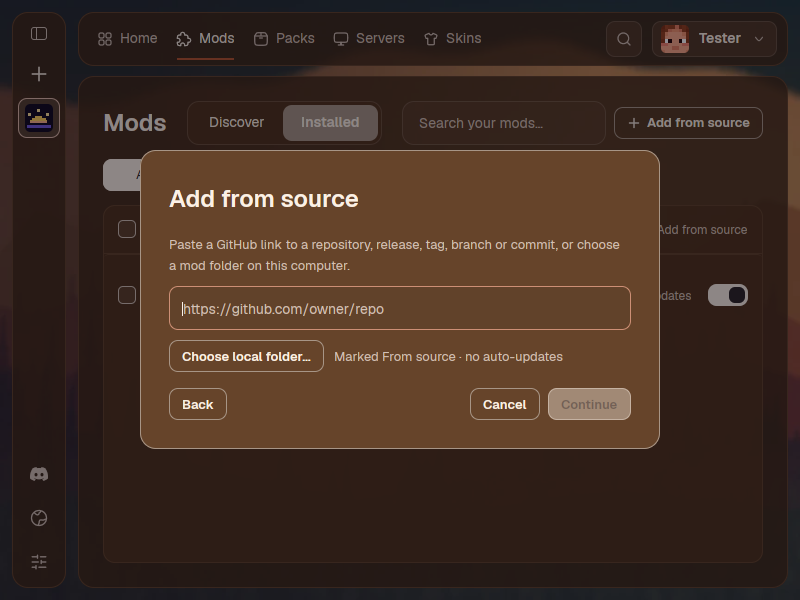 Home Mods Packs Servers Skins Tester
Mods Discover Installed Search your mods... Add from source
Add from source
Paste a GitHub link to a repository, release, tag, branch or commit, or choose
a mod folder on this computer.
https://github.com/owner/repo
Choose local folder... Marked From source · no auto-updates
Back Cancel Continue
Add from source